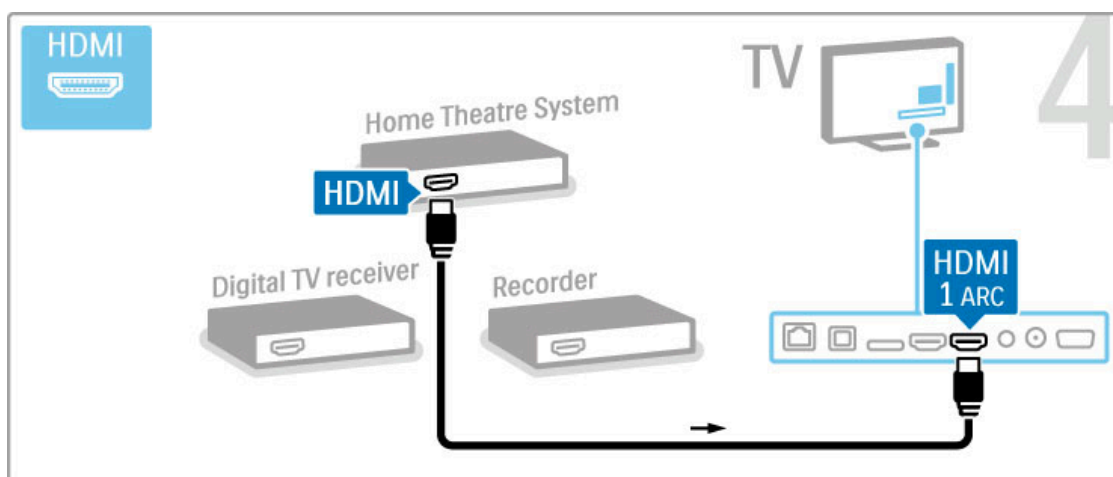 HDMI
TV
4
Home Theatre System
HDMI
Digital TV receiver
Recorder
HDMI
1 ARC